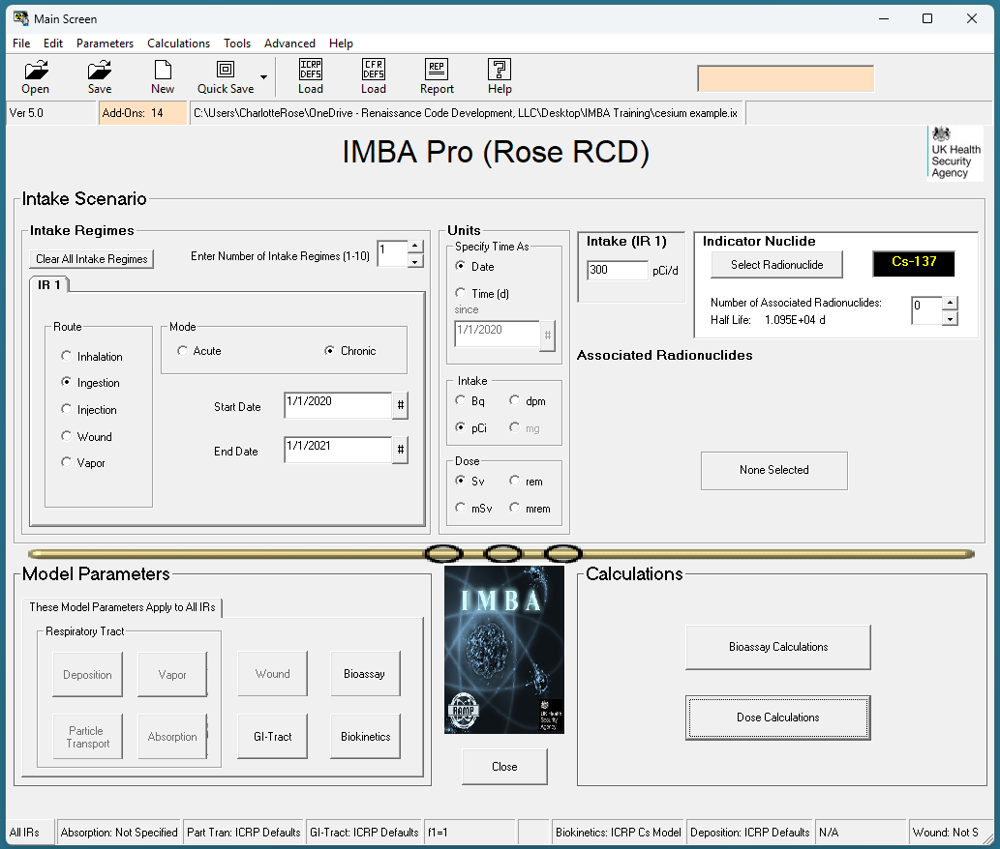 Main Screen
File Edit Parameters Calculations Tools Advanced Help
ICRP DEFS CFR DEFS REP ?
Open Save New Quick Save Load Load Report Help
Ver 5.0 Add-Ons: 14 C:\Users\CharlotteRose\OneDrive - Renaissance Code Development, LLC\Desktop\IMBA Training\cesium example.ix
IMBA Pro (Rose RCD)
UK Health
Security
Agency
Intake Scenario
Intake Regimes
Clear All Intake Regimes
Enter Number of Intake Regimes (1-10) 1
IR 1
Route
Inhalation
Ingestion
Injection
Wound
Vapor
Mode
Acute Chronic
Start Date 1/1/2020 #
End Date 1/1/2021 #
Units
Specify Time As
Date
Time (d)
since
1/1/2020 #
Intake
Bq dpm
pCi mg
Dose
Sv rem
mSv mrem
Intake (IR 1)
300 pCi/d
Indicator Nuclide
Select Radionuclide Cs-137
Number of Associated Radionuclides: 0
Half Life: 1.095E+04 d
Associated Radionuclides
None Selected
Model Parameters
These Model Parameters Apply to All IRs
Respiratory Tract
Deposition Vapor Wound Bioassay
Particle
Transport
Absorption GI-Tract Biokinetics
IMBA
RAMP
UK Health
Security
Agency
Close
Calculations
Bioassay Calculations
Dose Calculations
All IRs Absorption: Not Specified Part Tran: ICRP Defaults GI-Tract: ICRP Defaults f1=1 Biokinetics: ICRP Cs Model Deposition: ICRP Defaults N/A Wound: Not S